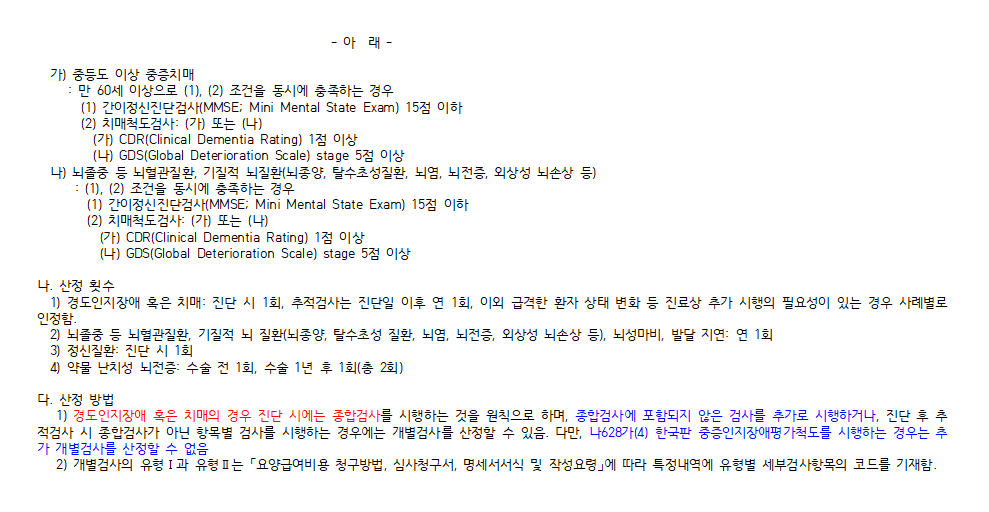 - 아   래 -
가) 중등도 이상 중증치매
: 만 60세 이상으로 (1), (2) 조건을 동시에 충족하는 경우
(1) 간이정신진단검사(MMSE; Mini Mental State Exam) 15점 이하
(2) 치매척도검사: (가) 또는 (나)
(가) CDR(Clinical Dementia Rating) 1점 이상
(나) GDS(Global Deterioration Scale) stage 5점 이상
나) 뇌졸중 등 뇌혈관질환, 기질적 뇌질환(뇌종양, 탈수초성질환, 뇌염, 뇌전증, 외상성 뇌손상 등)
: (1), (2) 조건을 동시에 충족하는 경우
(1) 간이정신진단검사(MMSE; Mini Mental State Exam) 15점 이하
(2) 치매척도검사: (가) 또는 (나)
(가) CDR(Clinical Dementia Rating) 1점 이상
(나) GDS(Global Deterioration Scale) stage 5점 이상
나. 산정 횟수
1) 경도인지장애 혹은 치매: 진단 시 1회, 추적검사는 진단일 이후 연 1회, 이외 급격한 환자 상태 변화 등 진료상 추가 시행의 필요성이 있는 경우 사례별로
인정함.
2) 뇌졸중 등 뇌혈관질환, 기질적 뇌 질환(뇌종양, 탈수초성 질환, 뇌염, 뇌전증, 외상성 뇌손상 등), 뇌성마비, 발달 지연: 연 1회
3) 정신질환: 진단 시 1회
4) 약물 난치성 뇌전증: 수술 전 1회, 수술 1년 후 1회(총 2회)
다. 산정 방법
1) 경도인지장애 혹은 치매의 경우 진단 시에는 종합검사를 시행하는 것을 원칙으로 하며, 종합검사에 포함되지 않은 검사를 추가로 시행하거나, 진단 후 추
적검사 시 종합검사가 아닌 항목별 검사를 시행하는 경우에는 개별검사를 산정할 수 있음. 다만, 나628가(4) 한국판 중증인지장애평가척도를 시행하는 경우는 추
가 개별검사를 산정할 수 없음
2) 개별검사의 유형Ⅰ과 유형Ⅱ는 「요양급여비용 청구방법, 심사청구서, 명세서서식 및 작성요령」에 따라 특정내역에 유형별 세부검사항목의 코드를 기재함.